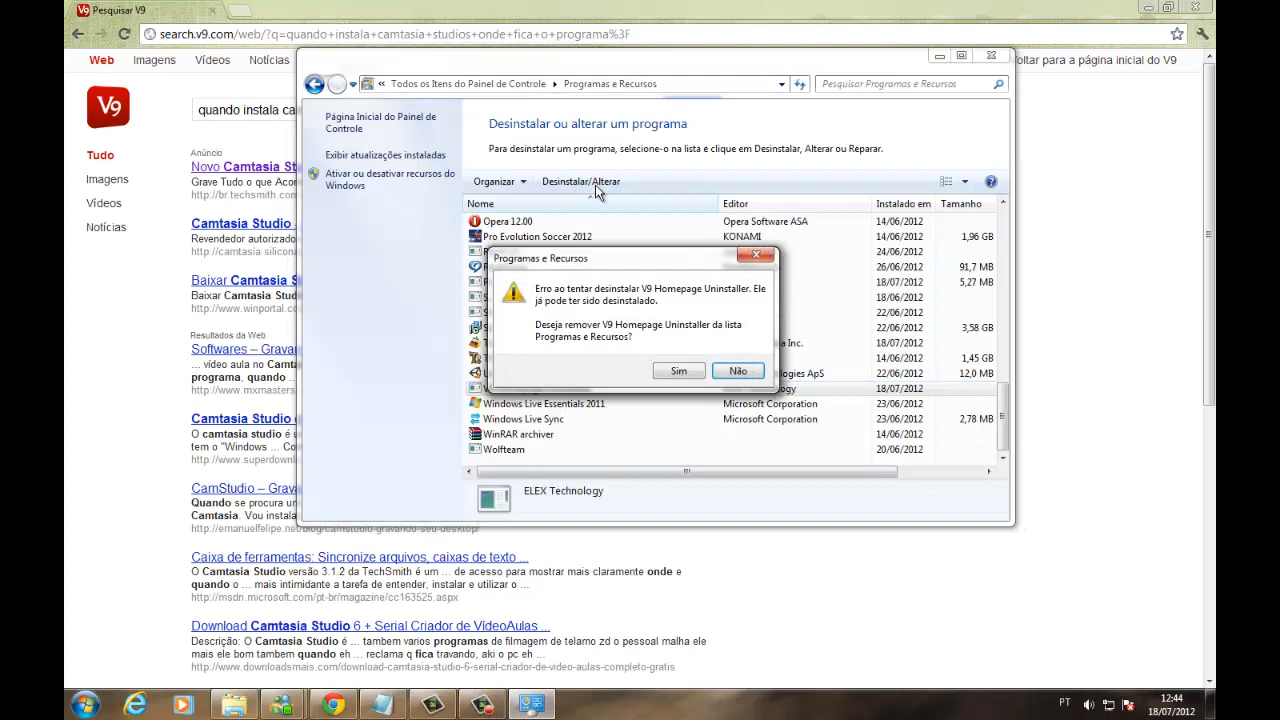 Pesquisar V9
search.v9.com/web/?q=quando+instala+camtasia+studios+onde+fica+o+programa%3F
Web Imagens Vídeos Notícias
oltar para a página inicial do V9
V9
quando instala ca
Tudo
Imagens
Vídeos
Notícias
Anúncio
Novo Camtasia St
Grave Tudo o que Acor
http://br.techsmith.com
Camtasia Studio
Revendedor autorizado
http://camtasia.silicona
Baixar Camtasia S
Baixar Camtasia Studi
http://www.winportal.com
Resultados da Web
Softwares – Grava
... vídeo aula no Camta
programa, quando ...
http://www.mxmasters
Camtasia Studio
O camtasia studio é
tem o "Windows ... Co
http://www.superdownl
CamStudio – Grava
Quando se procura un
Camtasia. Vou instala
http://emanuelfelipe.net/blog/camstudio-gravando-seu-desktop/
Caixa de ferramentas: Sincronize arquivos, caixas de texto ...
O Camtasia Studio versão 3.1.2 da TechSmith é um ... de acesso para mostrar mais claramente onde e
quando o ... mais intimidante a tarefa de entender, instalar e utilizar o ...
http://msdn.microsoft.com/pt-br/magazine/cc163525.aspx
Download Camtasia Studio 6 + Serial Criador de VídeoAulas ...
Descrição: O Camtasia Studio é ... tambem varios programas de filmagem de telamo zd o pessoal malha ele
mais ele bom tambem quando eh ... reclama q fica travando, aki o pc eh ...
http://www.downloadsmais.com/download-camtasia-studio-6-serial-criador-de-video-aulas-completo-gratis
« Todos os Itens do Painel de Controle Programas e Recursos
Pesquisar Programas e Recursos
Página Inicial do Painel de
Controle
Exibir atualizações instaladas
Ativar ou desativar recursos do
Windows
Desinstalar ou alterar um programa
Para desinstalar um programa, selecione-o na lista e clique em Desinstalar, Alterar ou Reparar.
Organizar Desinstalar/Alterar
Nome Editor Instalado em Tamanho
Opera 12.00 Opera Software ASA 14/06/2012
Pro Evolution Soccer 2012 KONAMI 14/06/2012 1,96 GB
24/06/2012
26/06/2012 91,7 MB
18/07/2012 5,27 MB
22/06/2012
22/06/2012 3,58 GB
ia Inc. 18/07/2012
14/06/2012 1,45 GB
ologies ApS 22/06/2012 12,0 MB
18/07/2012
Windows Live Essentials 2011 Microsoft Corporation 23/06/2012
Windows Live Sync Microsoft Corporation 23/06/2012 2,78 MB
WinRAR archiver 14/06/2012
Wolfteam 20/06/2012
ELEX Technology
Programas e Recursos
Erro ao tentar desinstalar V9 Homepage Uninstaller. Ele
já pode ter sido desinstalado.
Deseja remover V9 Homepage Uninstaller da lista
Programas e Recursos?
Sim Não
PT
12:44
18/07/2012